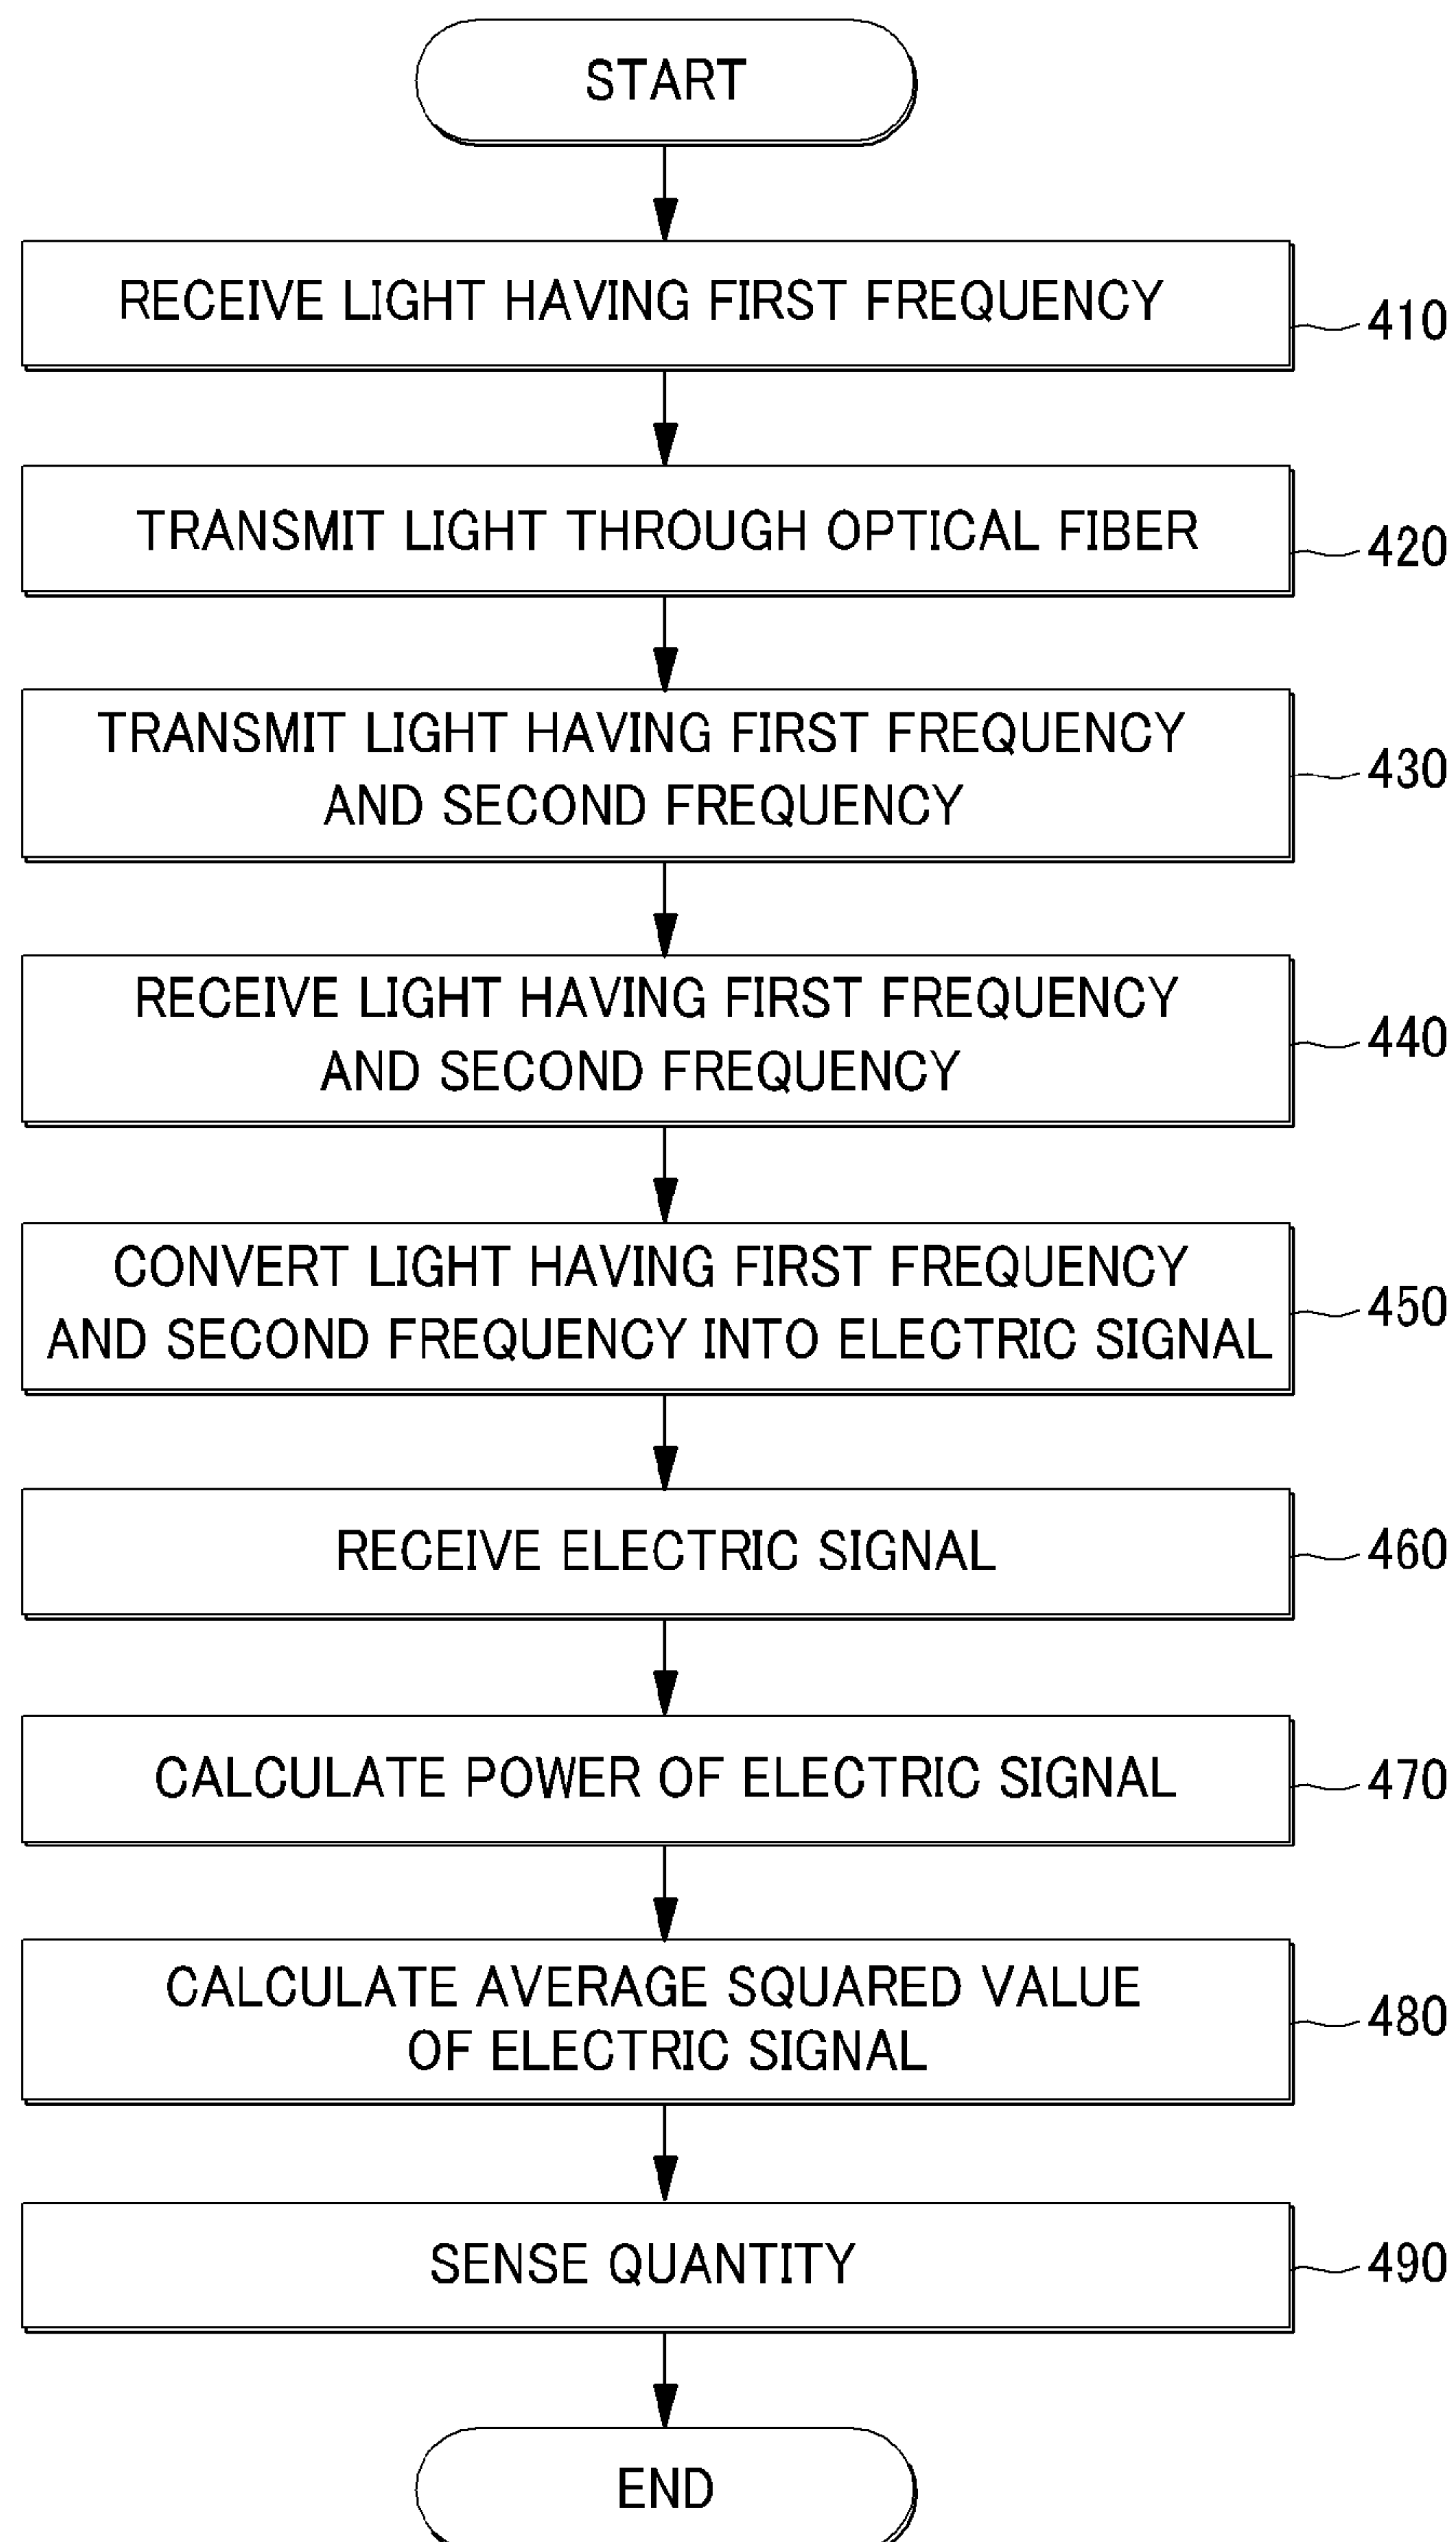 START
RECEIVE LIGHT HAVING FIRST FREQUENCY
410
TRANSMIT LIGHT THROUGH OPTICAL FIBER
420
TRANSMIT LIGHT HAVING FIRST FREQUENCY
AND SECOND FREQUENCY
430
RECEIVE LIGHT HAVING FIRST FREQUENCY
AND SECOND FREQUENCY
440
CONVERT LIGHT HAVING FIRST FREQUENCY
AND SECOND FREQUENCY INTO ELECTRIC SIGNAL
450
RECEIVE ELECTRIC SIGNAL
460
CALCULATE POWER OF ELECTRIC SIGNAL
470
CALCULATE AVERAGE SQUARED VALUE
OF ELECTRIC SIGNAL
480
SENSE QUANTITY
490
END